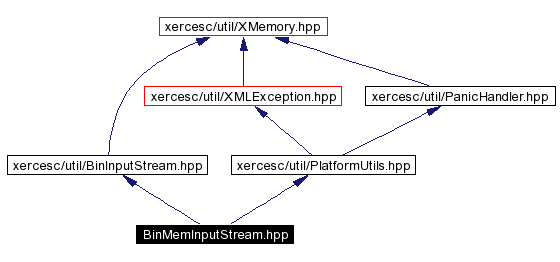 xercesc/util/XMemory.hpp
xercesc/util/XMLException.hpp
xercesc/util/PanicHandler.hpp
xercesc/util/BinInputStream.hpp
xercesc/util/PlatformUtils.hpp
BinMemInputStream.hpp